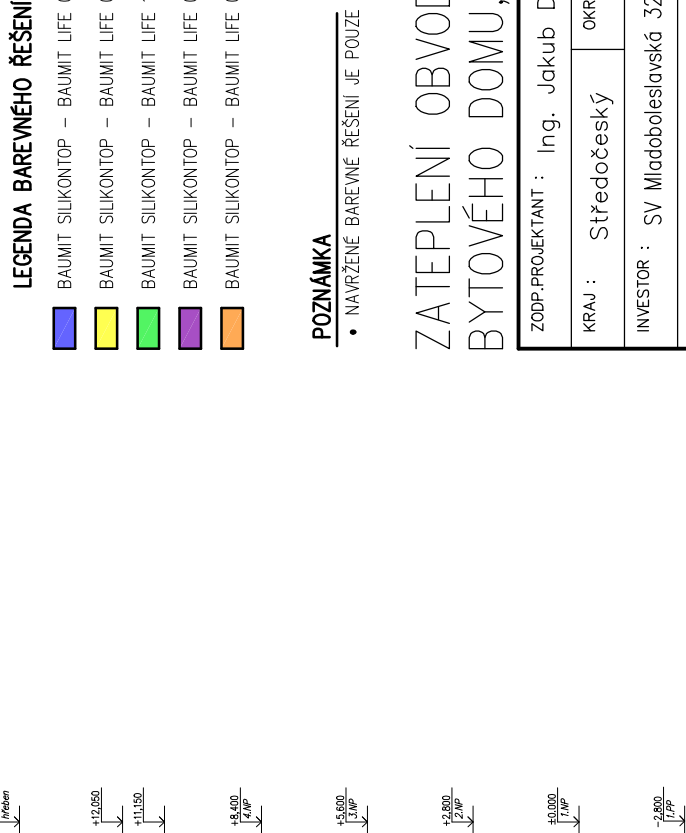 LEGENDA BAREVNÉHO ŘEŠENÍ
BAUMIT SILIKONTOP – BAUMIT LIFE
BAUMIT SILIKONTOP – BAUMIT LIFE
BAUMIT SILIKONTOP – BAUMIT LIFE
BAUMIT SILIKONTOP – BAUMIT LIFE
BAUMIT SILIKONTOP – BAUMIT LIFE
POZNÁMKA
• NAVRŽENÉ BAREVNÉ ŘEŠENÍ JE POUZE
ZATEPLENÍ OBVOD
BYTOVÉHO DOMU,
ZODP.PROJEKTANT : Ing. Jakub D
KRAJ : Středočeský OKR
INVESTOR : SV Mladoboleslavská 32
hřeben
+12,050
+11,150
+8,400
4.NP
+5,600
3.NP
+2,800
2.NP
±0,000
1.NP
-2,800
1.PP